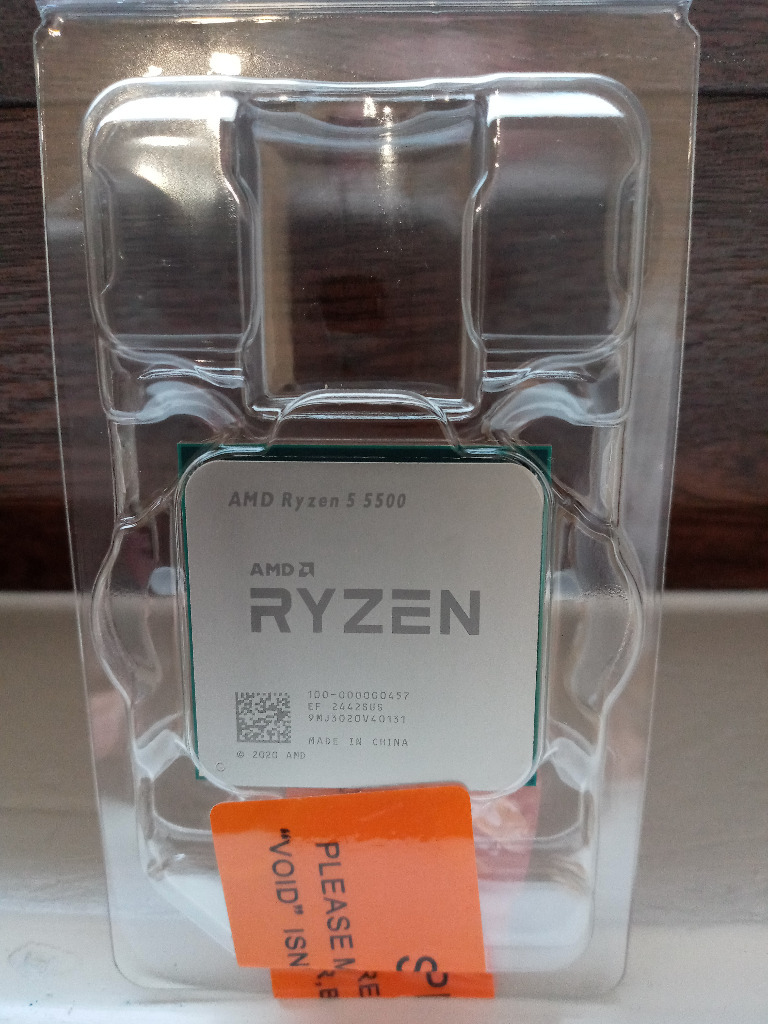 AMD Ryzen 5 5500
AMD
RYZEN
100-000000457
EF 2442SUS
9MJ3020V40131
MADE IN CHINA
© 2020 AMD
PLEASE
"VOID" ISN